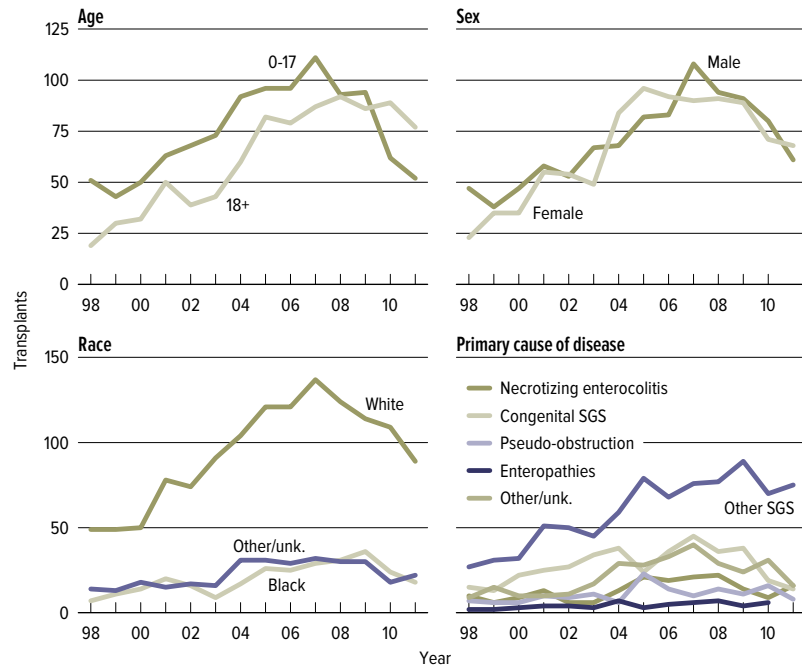 Age
125
100
75
50
25
0
0-17
18+
98 00 02 04 06 08 10
Sex
Male
Female
98 00 02 04 06 08 10
Transplants
Race
150
100
50
0
White
Other/unk.
Black
98 00 02 04 06 08 10
Primary cause of disease
Necrotizing enterocolitis
Congenital SGS
Pseudo-obstruction
Enteropathies
Other/unk.
Other SGS
98 00 02 04 06 08 10
Year